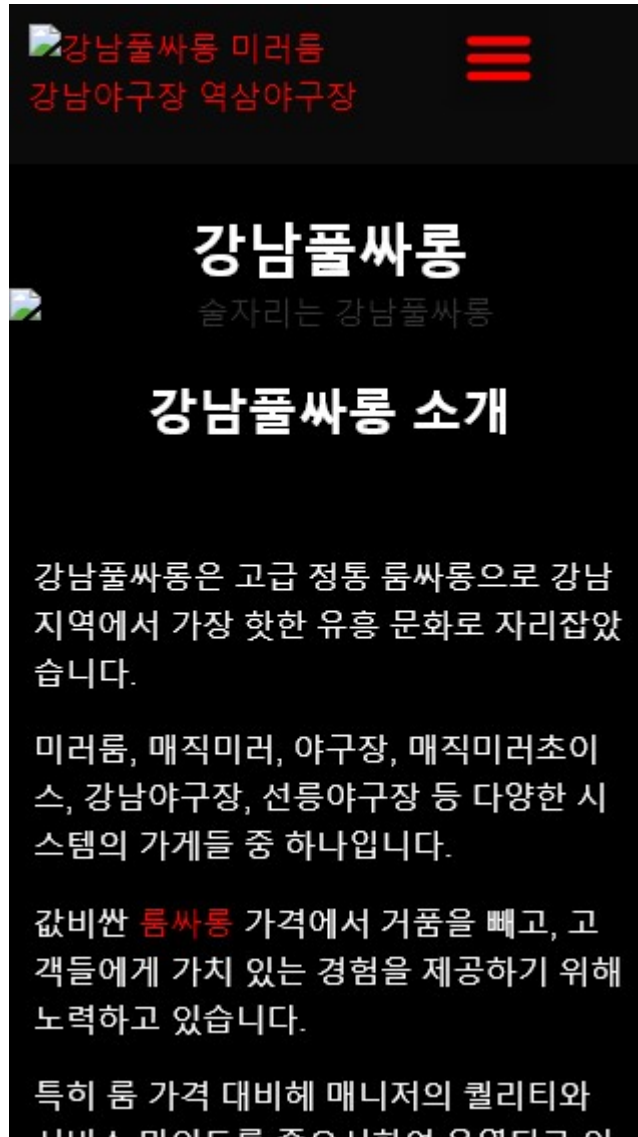 강남풀싸롱 미러룸
강남야구장 역삼야구장
강남풀싸롱
술자리는 강남풀싸롱
강남풀싸롱 소개
강남풀싸롱은 고급 정통 룸싸롱으로 강남
지역에서 가장 핫한 유흥 문화로 자리잡았
습니다.
미러룸, 매직미러, 야구장, 매직미러초이
스, 강남야구장, 선릉야구장 등 다양한 시
스템의 가게들 중 하나입니다.
값비싼 룸싸롱 가격에서 거품을 빼고, 고
객들에게 가치 있는 경험을 제공하기 위해
노력하고 있습니다.
특히 룸 가격 대비헤 매니저의 퀄리티와